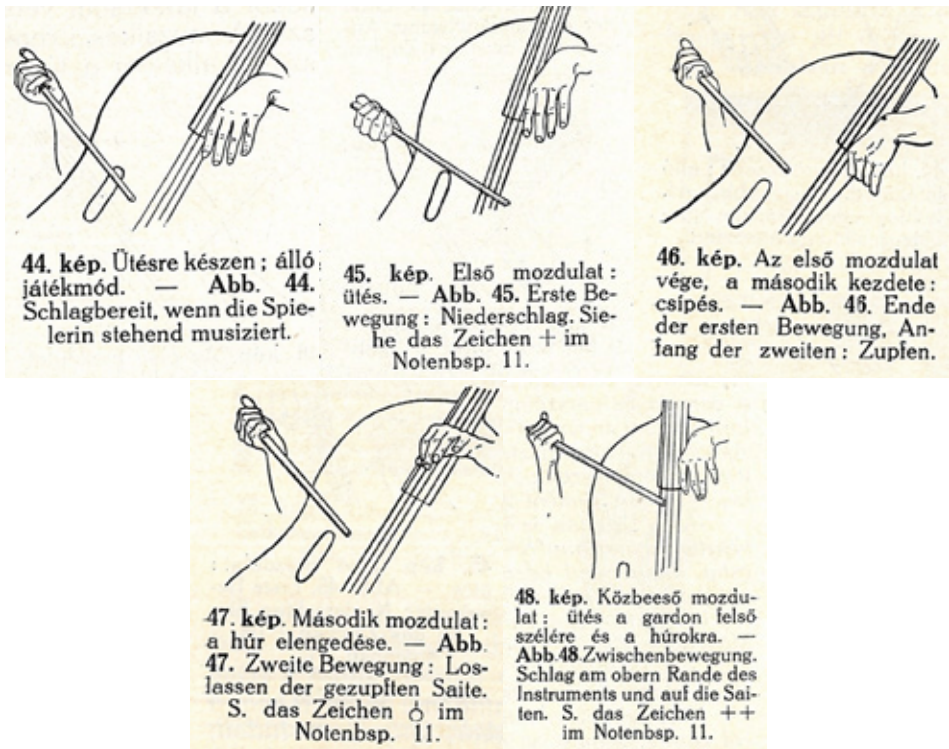 44. kép. Ütésre készen; álló
játékmód. — Abb. 44.
Schlagbereit, wenn die Spie-
lerin stehend musiziert.
45. kép. Első mozdulat:
ütés. — Abb. 45. Erste Be-
wegung: Niederschlag. Sie-
he das Zeichen + im
Notenbsp. 11.
46. kép. Az első mozdulat
vége, a második kezdete:
csípés. — Abb. 46. Ende
der ersten Bewegung, An-
fang der zweiten: Zupfen.
47. kép. Második mozdulat:
a húr elengedése. — Abb.
47. Zweite Bewegung: Los-
lassen der gezupften Saite.
S. das Zeichen ♁ im
Notenbsp. 11.
48. kép. Közbeeső mozdu-
lat: ütés a gardon felső
szélére és a húrokra. —
Abb.48.Zwischenbewegung.
Schlag am obern Rande des
Instruments und auf die Sai-
ten. S. das Zeichen ++
im Notenbsp. 11.